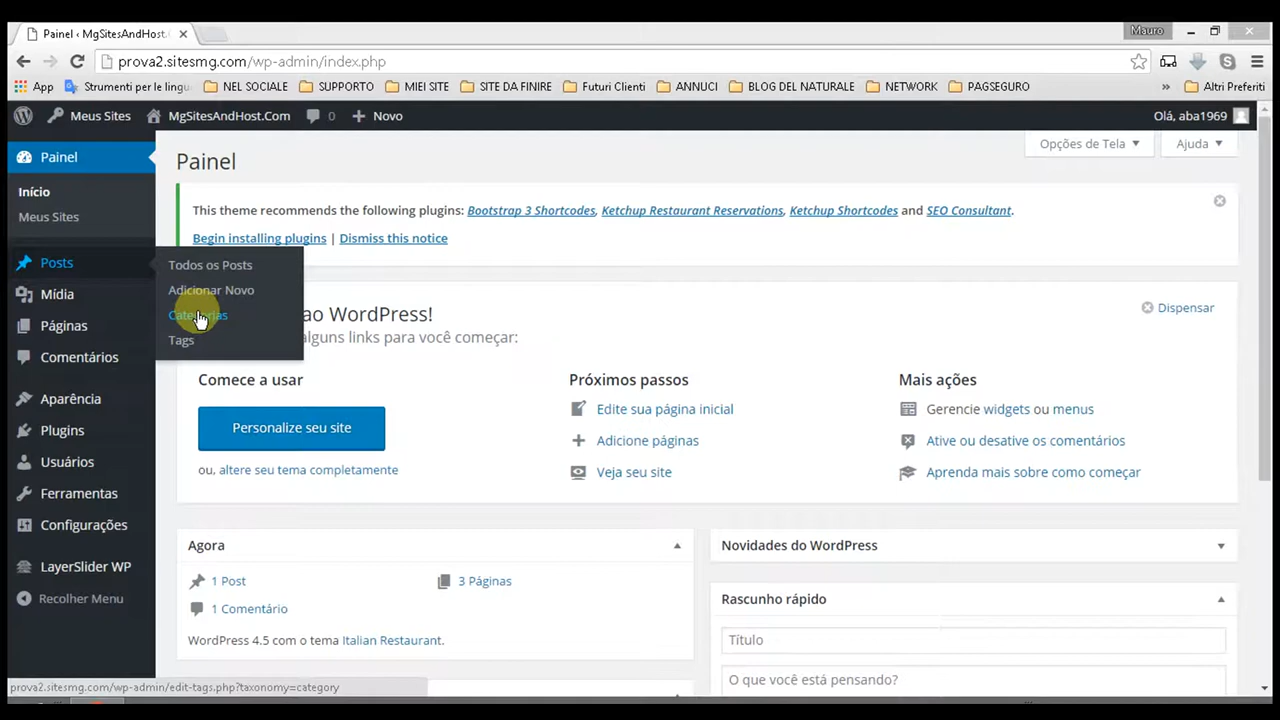 Painel ‹ MgSitesAndHost.
Mauro
prova2.sitesmg.com/wp-admin/index.php
App Strumenti per le lingu NEL SOCIALE SUPPORTO MIEI SITE SITE DA FINIRE Futuri Clienti ANNUCI BLOG DEL NATURALE NETWORK PAGSEGURO » Altri Preferiti
Meus Sites MgSitesAndHost.Com 0 + Novo Olá, aba1969
Painel
Início
Meus Sites
Posts
Mídia
Páginas
Comentários
Aparência
Plugins
Usuários
Ferramentas
Configurações
LayerSlider WP
Recolher Menu
Todos os Posts
Adicionar Novo
Categorias
Tags
Painel
Opções de Tela Ajuda
This theme recommends the following plugins: Bootstrap 3 Shortcodes, Ketchup Restaurant Reservations, Ketchup Shortcodes and SEO Consultant.
Begin installing plugins | Dismiss this notice
ao WordPress!
Dispensar
alguns links para você começar:
Comece a usar
Personalize seu site
ou, altere seu tema completamente
Próximos passos
Edite sua página inicial
Adicione páginas
Veja seu site
Mais ações
Gerencie widgets ou menus
Ative ou desative os comentários
Aprenda mais sobre como começar
Agora
1 Post 3 Páginas
1 Comentário
WordPress 4.5 com o tema Italian Restaurant.
Novidades do WordPress
Rascunho rápido
Título
O que você está pensando?
prova2.sitesmg.com/wp-admin/edit-tags.php?taxonomy=category